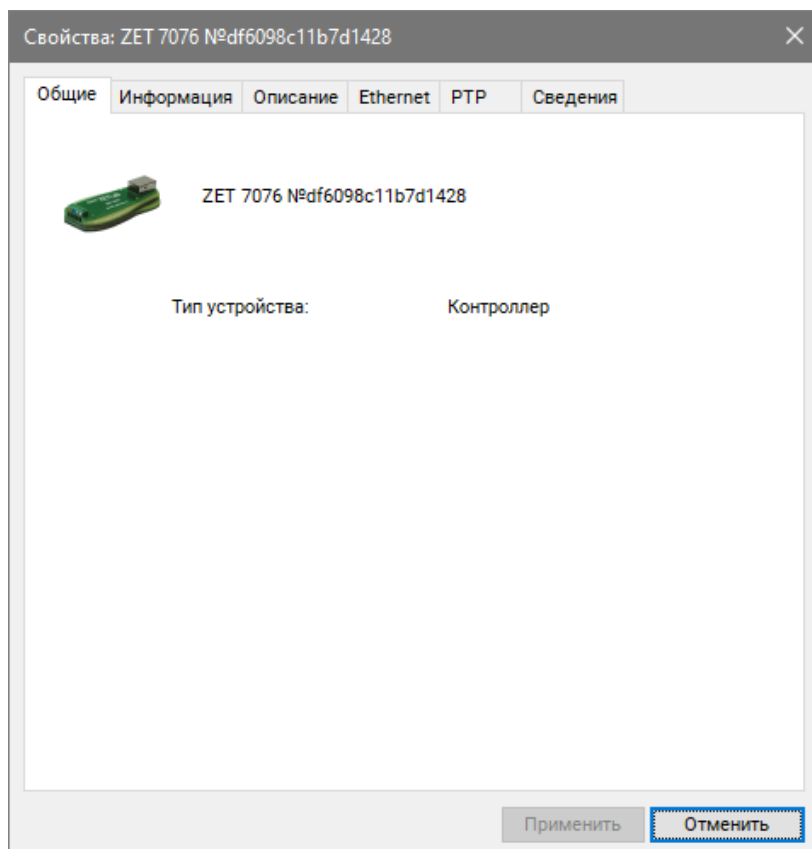 Свойства: ZET 7076 №df6098c11b7d1428
Общие Информация Описание Ethernet PTP Сведения
ZET 7076 №df6098c11b7d1428
Тип устройства: Контроллер
Применить Отменить